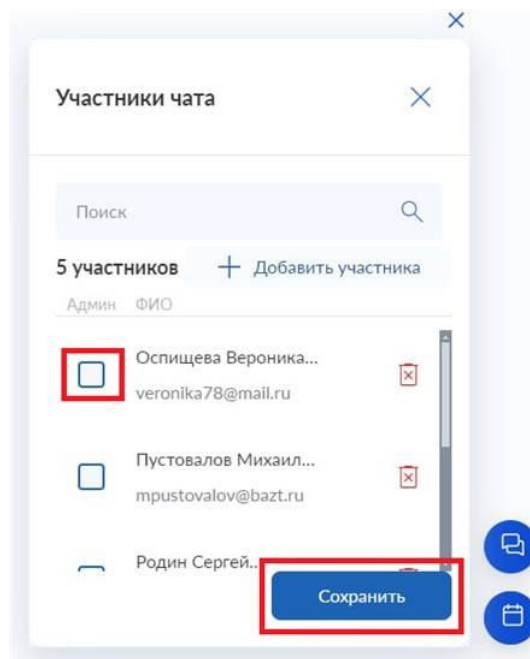 Участники чата
Поиск
5 участников + Добавить участника
Админ ФИО
Оспищева Вероника...
veronika78@mail.ru
Пустовалов Михаил...
mpustovalov@bazt.ru
Родин Сергей..
Сохранить